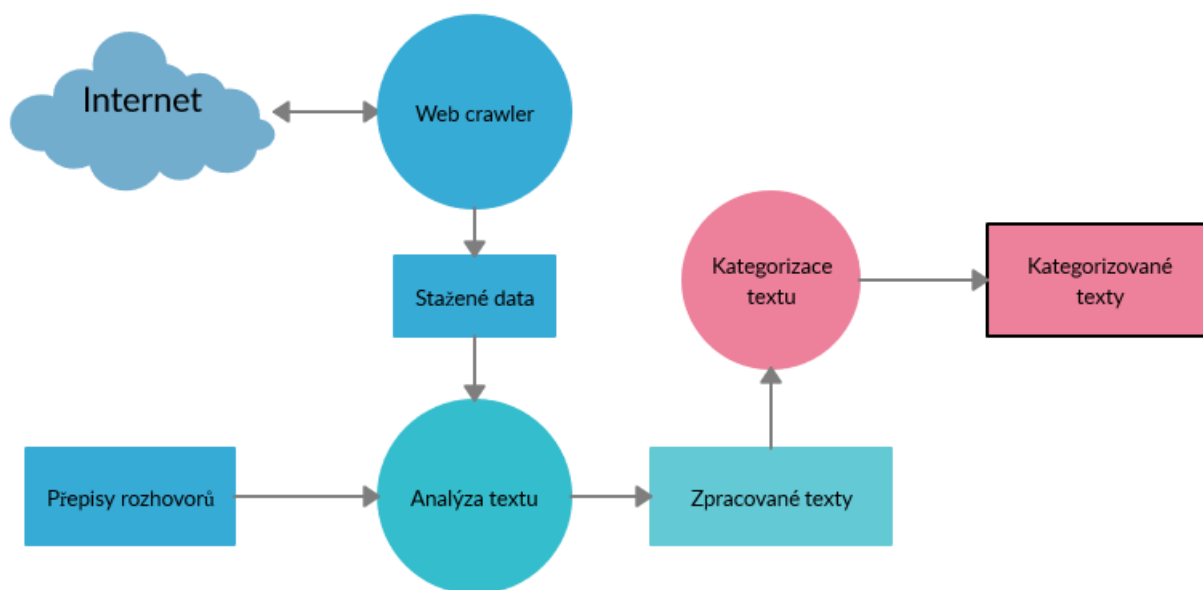 Internet
Web crawler
Stažené data
Kategorizace
textu
Kategorizované
texty
Přepisy rozhovorů
Analýza textu
Zpracované texty